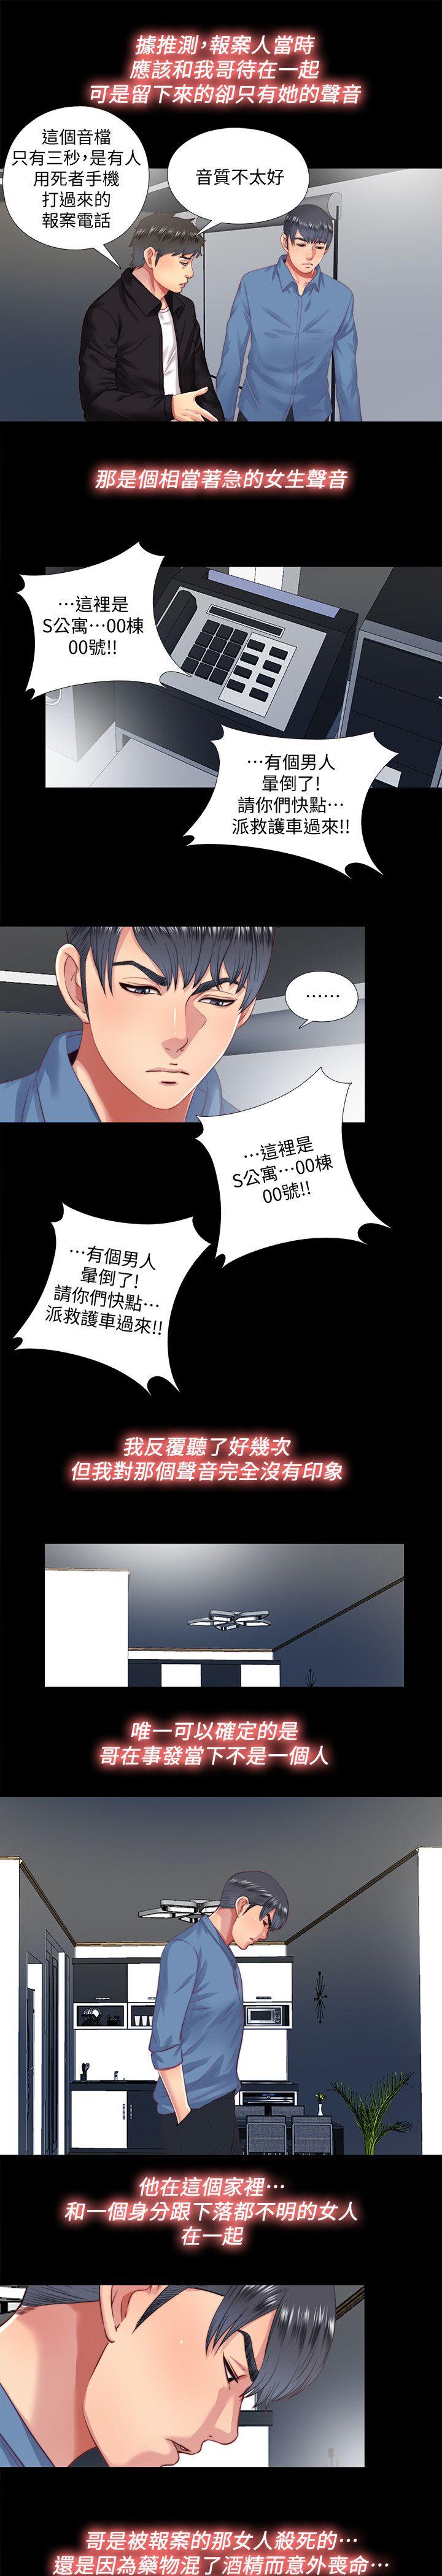 據推測，報案人當時
應該和我哥待在一起
可是留下來的卻只有她的聲音
這個音檔
只有三秒，是有人
用死者手機
打過來的
報案電話
音質不太好
那是個相當著急的女生聲音
…這裡是
S公寓…00棟
00號!!
…有個男人
暈倒了!
請你們快點…
派救護車過來!!
……
…這裡是
S公寓…00棟
00號!!
…有個男人
暈倒了!
請你們快點…
派救護車過來!!
我反覆聽了好幾次
但我對那個聲音完全沒有印象
唯一可以確定的是
哥在事發當下不是一個人
他在這個家裡…
和一個身分跟下落都不明的女人
在一起
哥是被報案的那女人殺死的…
還是因為藥物混了酒精而意外喪命…